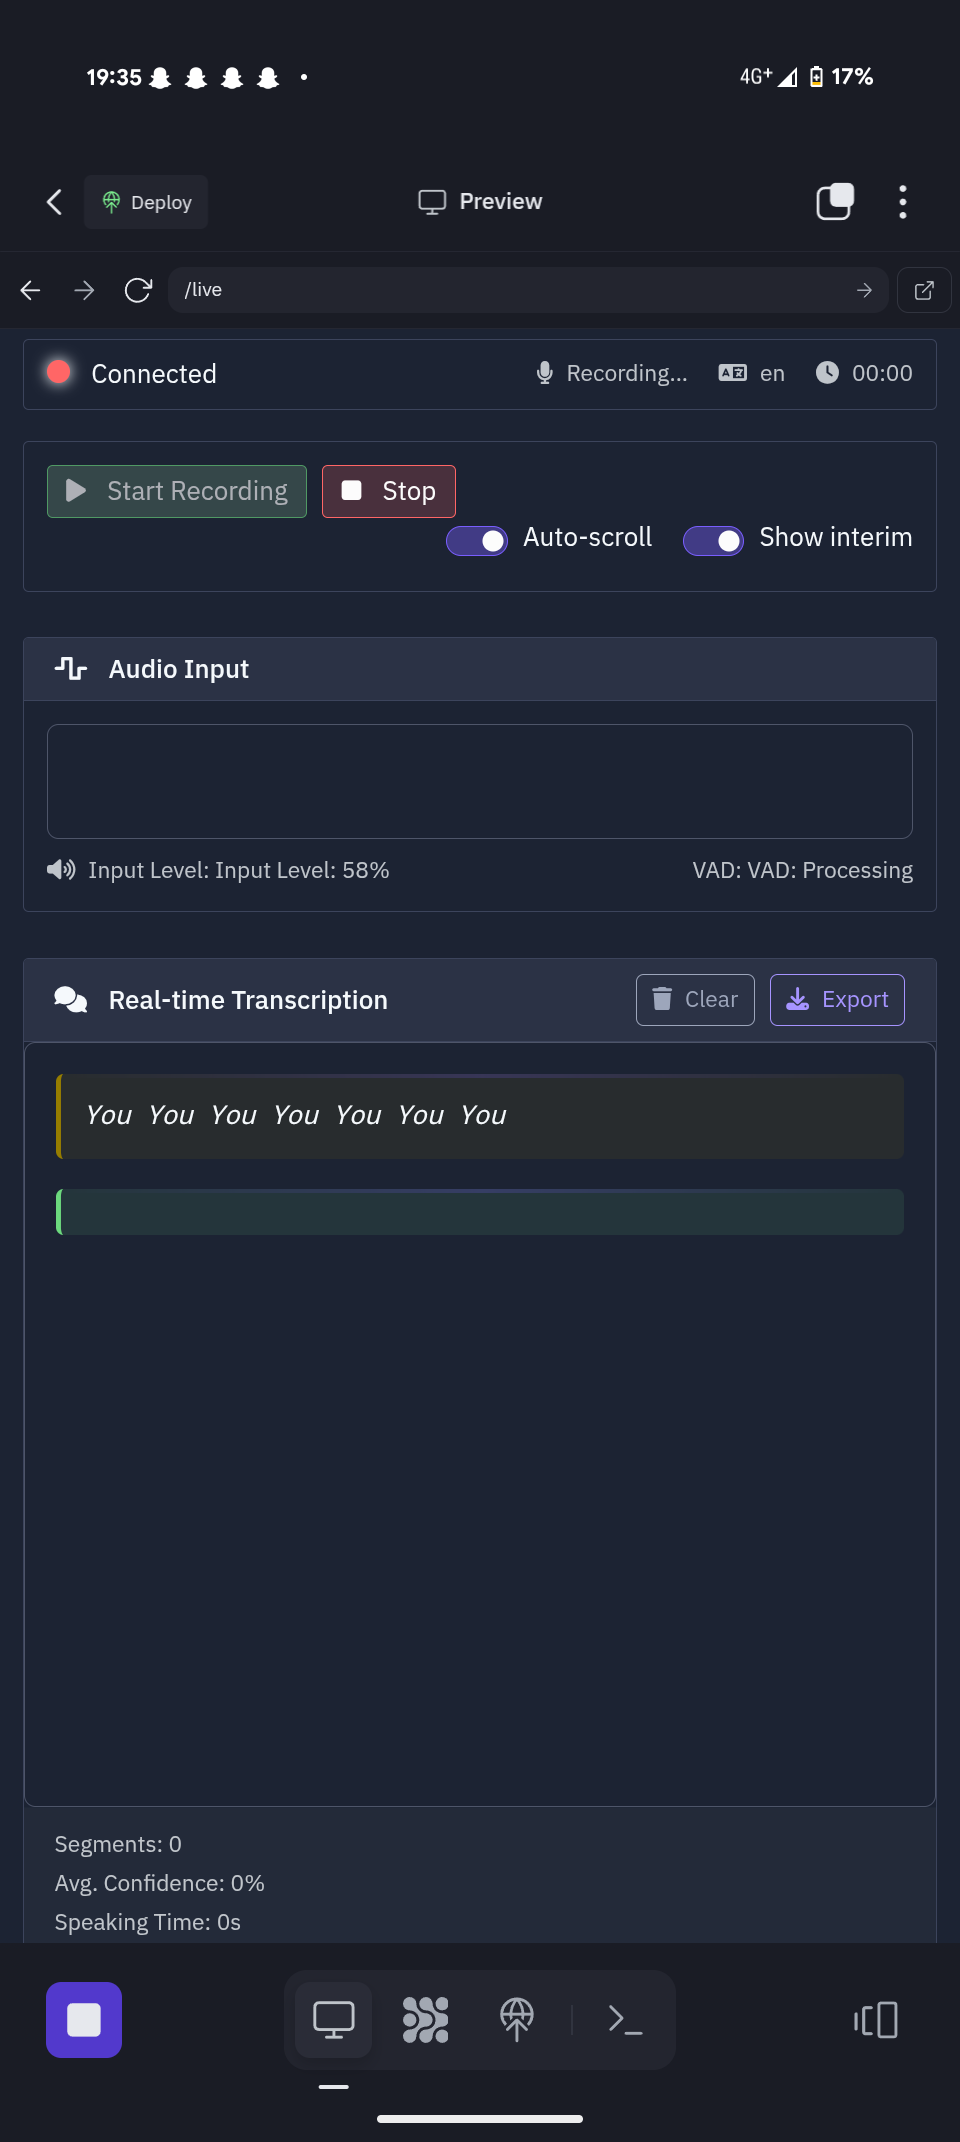 19:35
4G+ 17%
Deploy
Preview
/live
Connected
Recording... en 00:00
Start Recording Stop
Auto-scroll Show interim
Audio Input
Input Level: Input Level: 58% VAD: VAD: Processing
Real-time Transcription Clear Export
You You You You You You You
Segments: 0
Avg. Confidence: 0%
Speaking Time: 0s